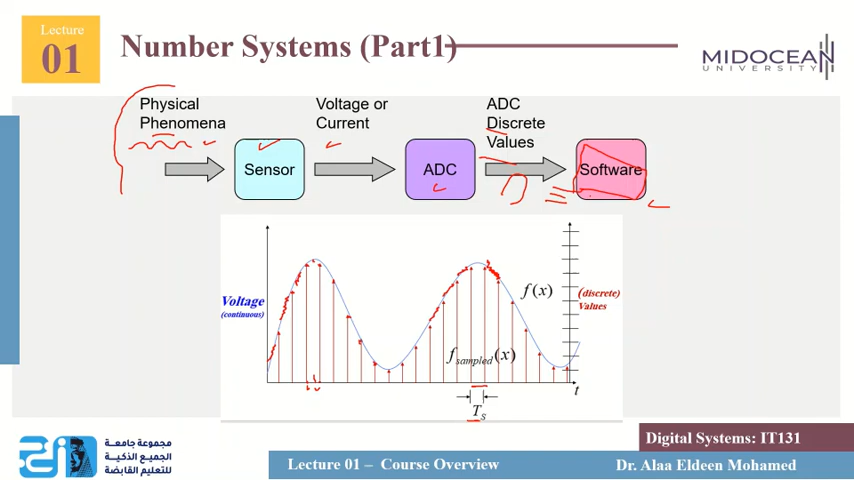 Lecture
01
Number Systems (Part1)
MIDOCEAN
UNIVERSITY
Physical
Phenomena
Voltage or
Current
ADC
Discrete
Values
Sensor
ADC
Software
Voltage
(continuous)
f(x)
(discrete)
Values
f_sampled(x)
t
T_S
مجموعة جامعة
الجميع الذكية
للتعليم القابضة
Digital Systems: IT131
Lecture 01 – Course Overview
Dr. Alaa Eldeen Mohamed